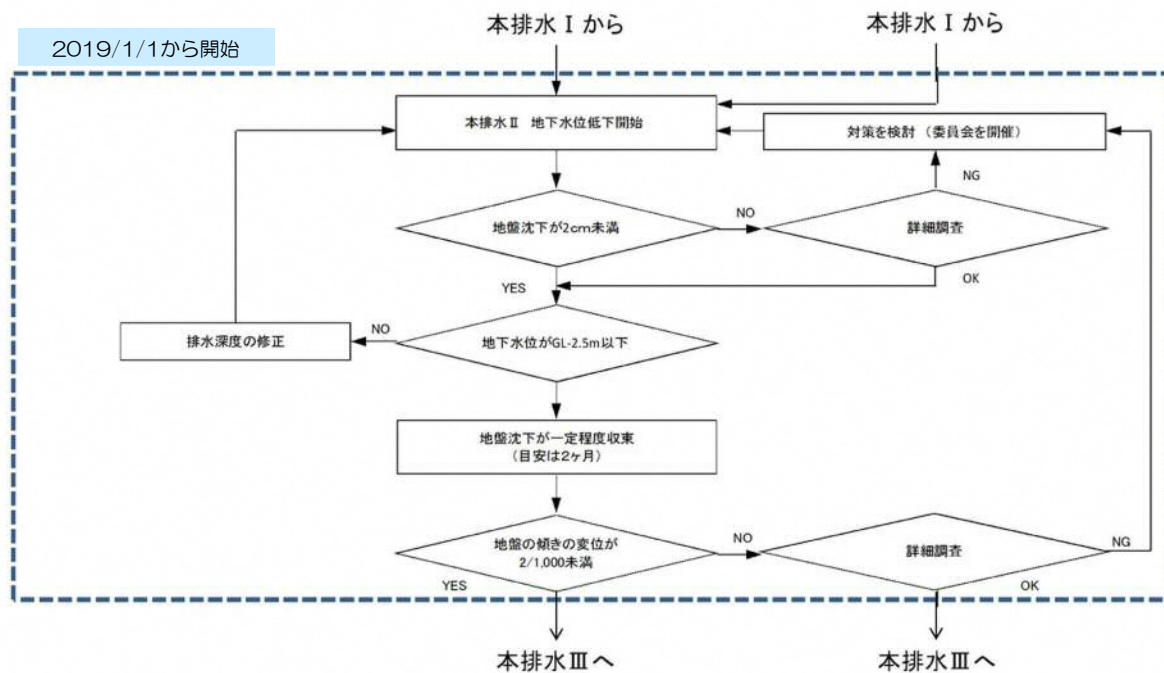 本排水Ⅰから
本排水Ⅰから
2019/1/1から開始
本排水Ⅱ 地下水位低下開始
対策を検討 (委員会を開催)
NG
地盤沈下が2cm未満
NO
詳細調査
YES
OK
排水深度の修正
NO
地下水位がGL-2.5m以下
地盤沈下が一定程度収束
(目安は2ヶ月)
地盤の傾きの変位が
2/1,000未満
NO
詳細調査
NG
YES
OK
本排水Ⅲへ
本排水Ⅲへ